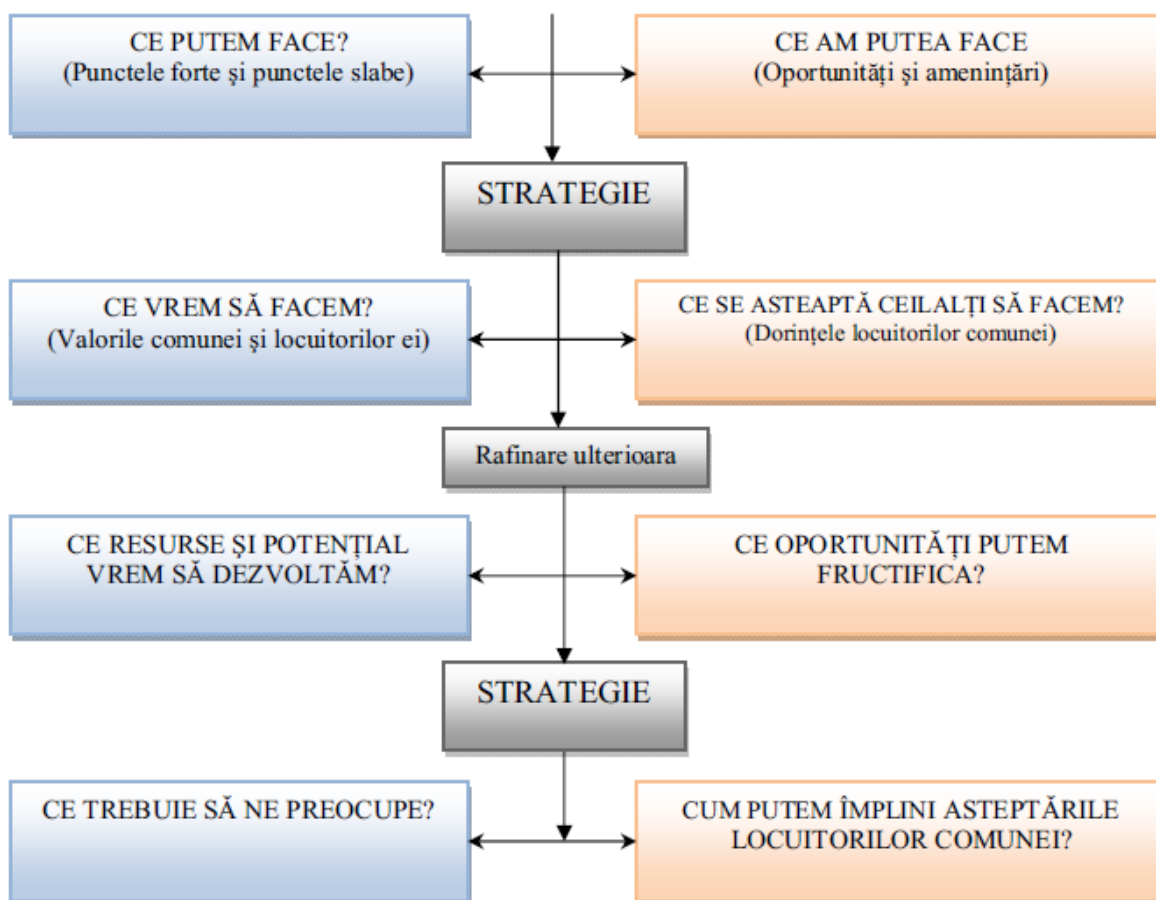 CE PUTEM FACE?
(Punctele forte şi punctele slabe)
CE AM PUTEA FACE
(Oportunităţi şi ameninţări)
STRATEGIE
CE VREM SĂ FACEM?
(Valorile comunei şi locuitorilor ei)
CE SE ASTEAPTĂ CEILALŢI SĂ FACEM?
(Dorinţele locuitorilor comunei)
Rafinare ulterioara
CE RESURSE ŞI POTENŢIAL
VREM SĂ DEZVOLTĂM?
CE OPORTUNITĂŢI PUTEM
FRUCTIFICA?
STRATEGIE
CE TREBUIE SĂ NE PREOCUPE?
CUM PUTEM ÎMPLINI ASTEPTĂRILE
LOCUITORILOR COMUNEI?